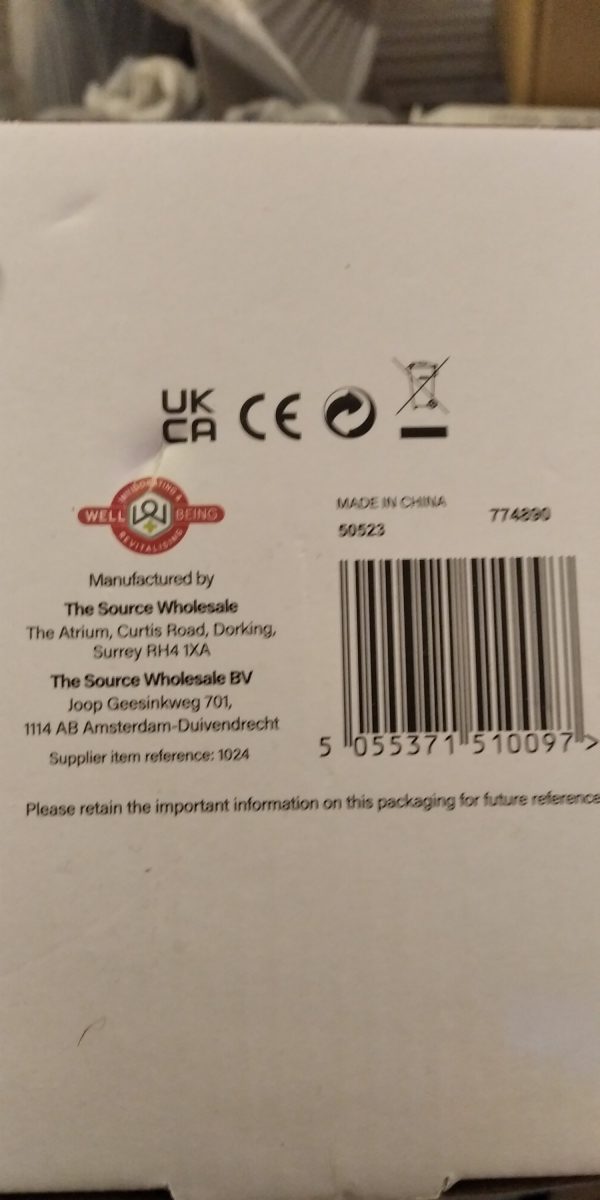 UK
CA
CE
INVIGORATING &
WELL BEING
REVITALISING
MADE IN CHINA
774890
50523
Manufactured by
The Source Wholesale
The Atrium, Curtis Road, Dorking,
Surrey RH4 1XA
The Source Wholesale BV
Joop Geesinkweg 701,
1114 AB Amsterdam-Duivendrecht
Supplier item reference: 1024
5 055371 510097 >
Please retain the important information on this packaging for future reference